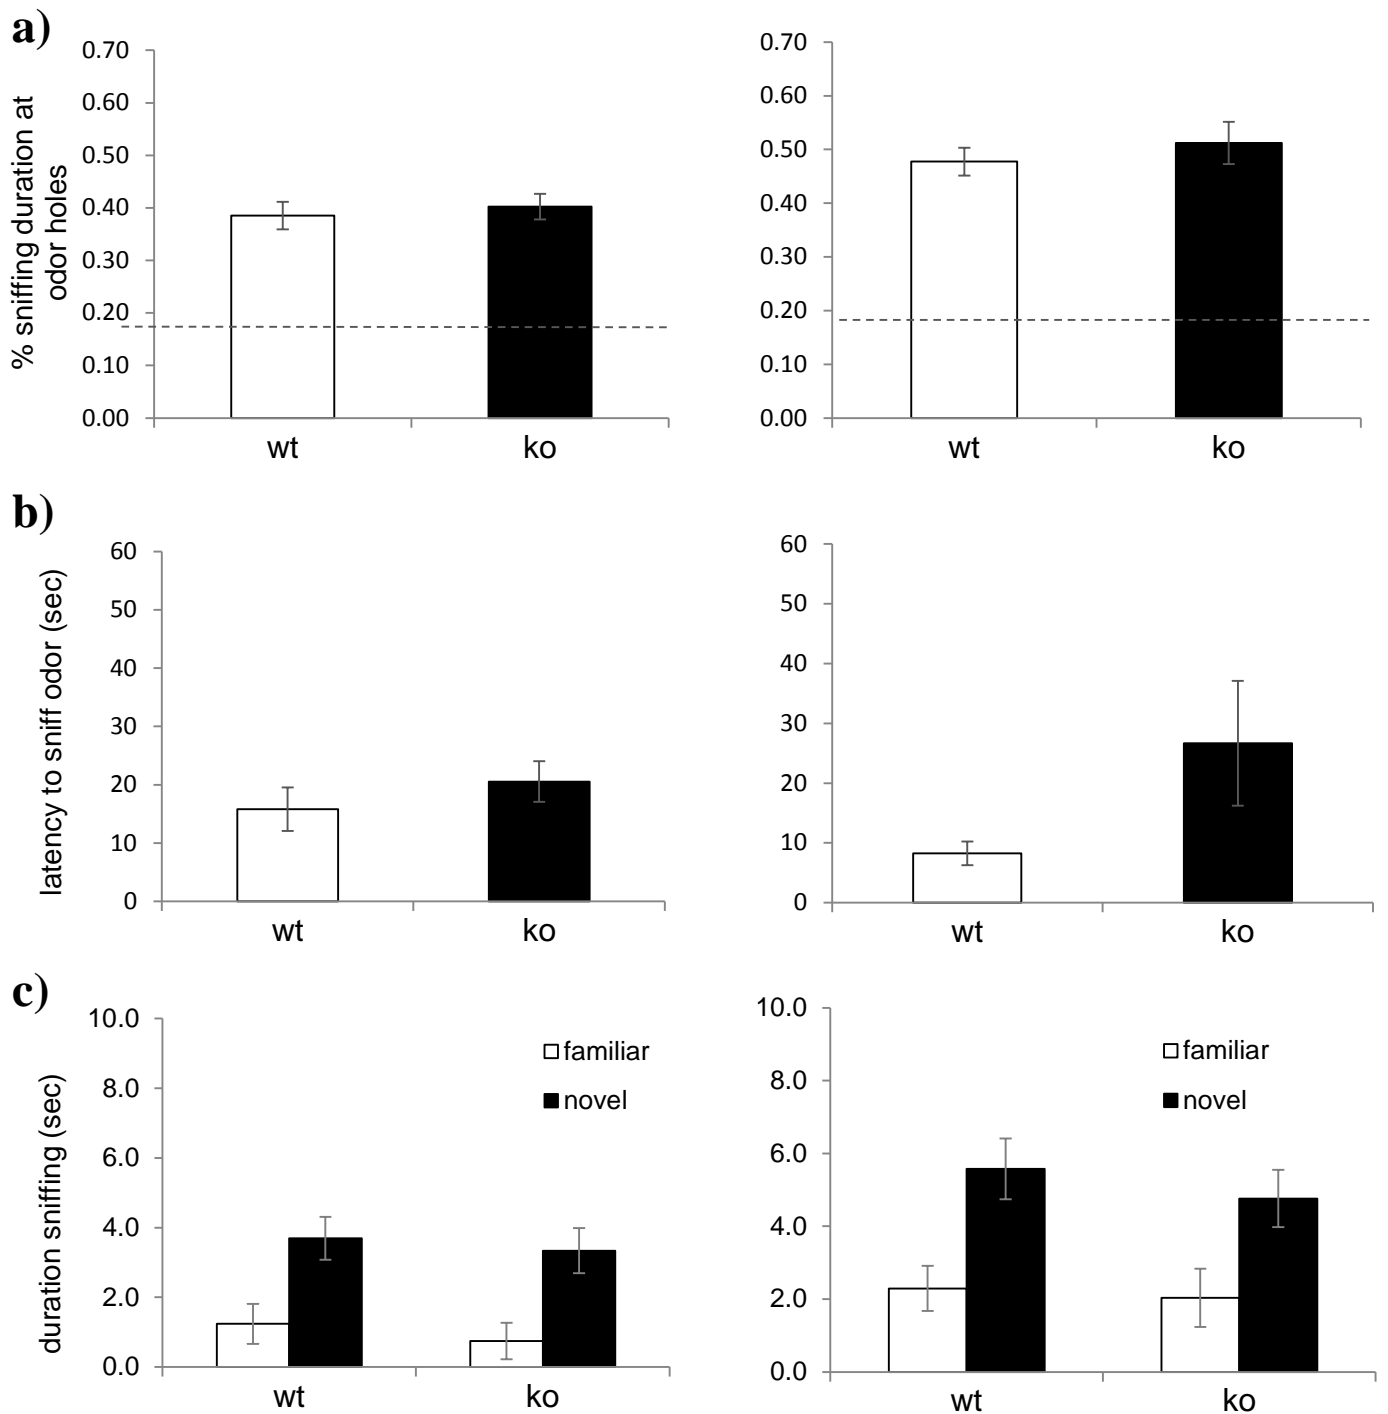 a)
% sniffing duration at
odor holes
0.70
0.60
0.50
0.40
0.30
0.20
0.10
0.00
wt
ko
0.70
0.60
0.50
0.40
0.30
0.20
0.10
0.00
wt
ko
b)
latency to sniff odor (sec)
60
50
40
30
20
10
0
wt
ko
60
50
40
30
20
10
0
wt
ko
c)
duration sniffing (sec)
10.0
8.0
6.0
4.0
2.0
0.0
familiar
novel
wt
ko
10.0
8.0
6.0
4.0
2.0
0.0
familiar
novel
wt
ko